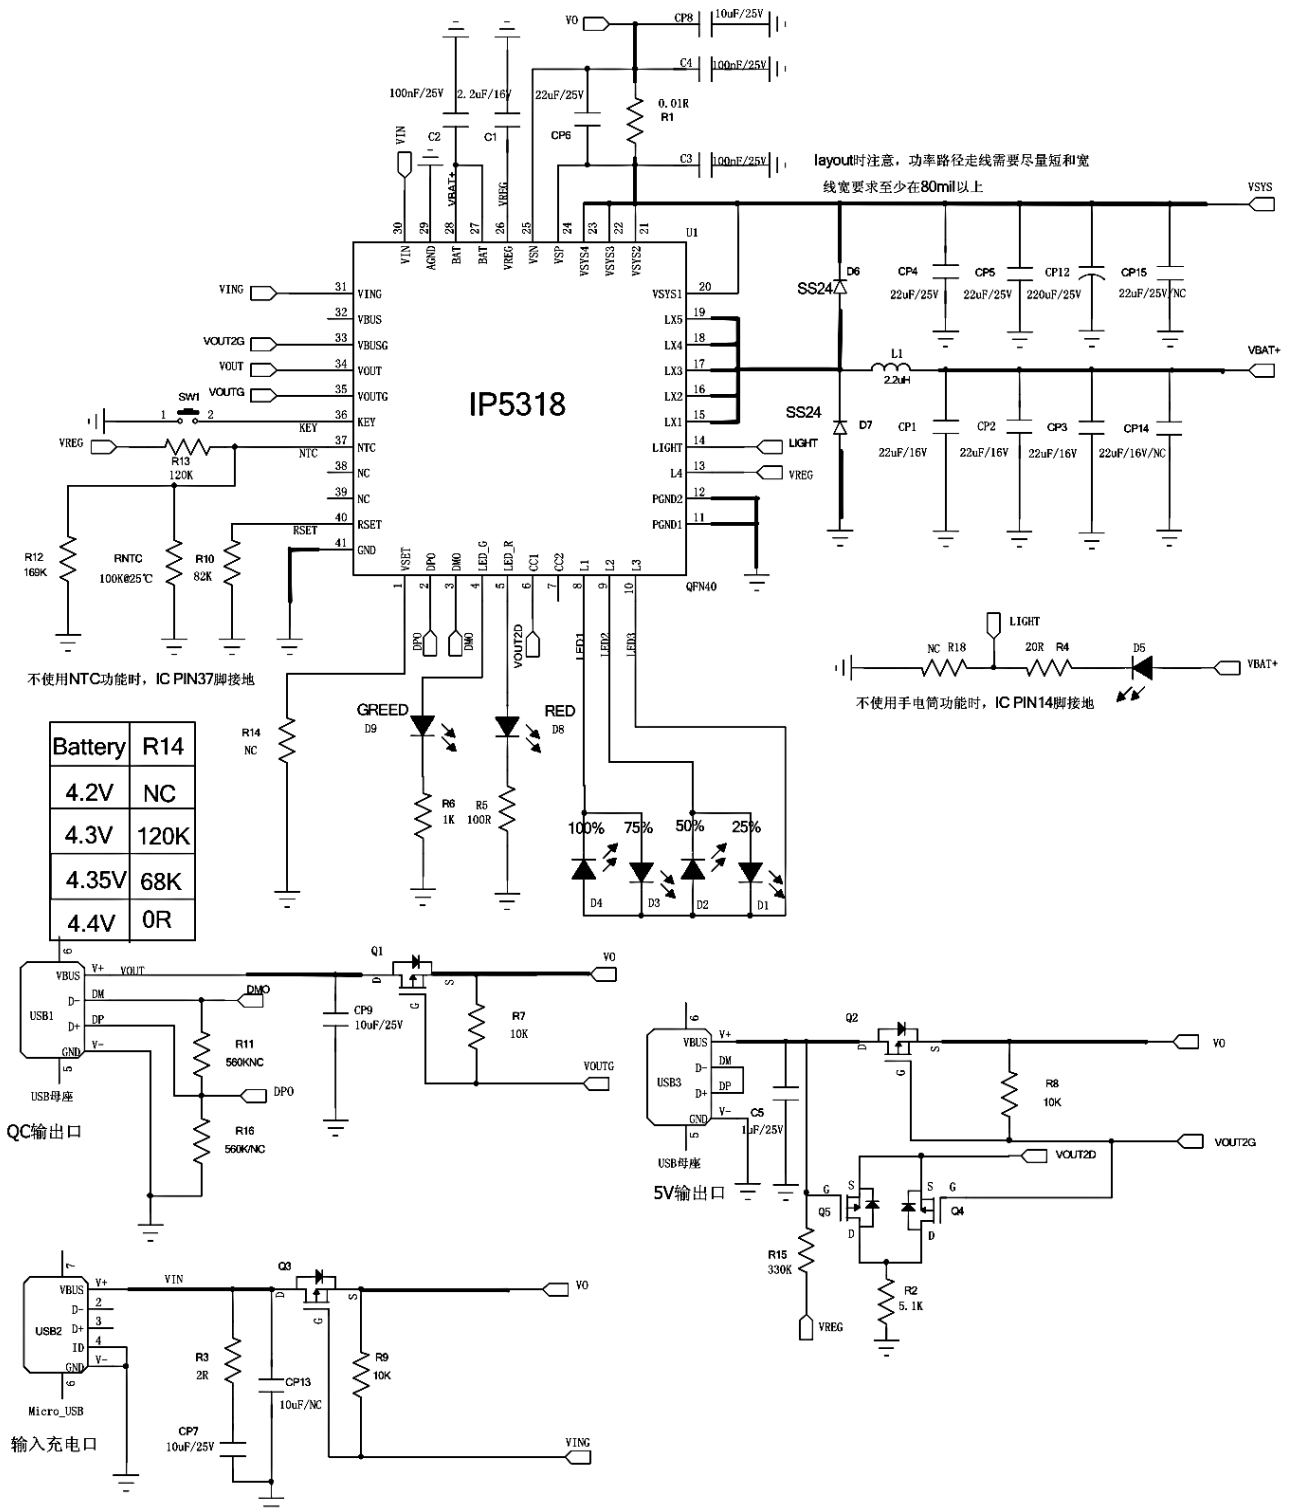 VO
CP8
10uF/25V
C4
100nF/25V
100nF/25V
2.2uF/16V
22uF/25V
0.01R
R1
VIN
C2
C1
CP6
C3
100nF/25V
layout时注意，功率路径走线需要尽量短和宽
线宽要求至少在80mil以上
VSYS
VBAT+
VREG
30
29
28
27
26
25
24
23
22
21
U1
VIN
AGND
BAT
BAT
VREG
VSN
VSP
VSYS4
VSYS3
VSYS2
VING
31
VING
VSYS1
20
32
VBUS
LX5
19
VOUT2G
33
VBUSG
LX4
18
VOUT
34
VOUT
LX3
17
VOUTG
35
VOUTG
LX2
16
SW1
1
2
KEY
36
KEY
LX1
15
VREG
R13
120K
NTC
37
NTC
LIGHT
14
LIGHT
38
NC
L4
13
VREG
39
NC
PGND2
12
RSET
40
RSET
PGND1
11
41
GND
IP5318
QFN40
VSET
DPO
DMO
LED_G
LED_R
CC1
CC2
L1
L2
L3
1
2
3
4
5
6
7
8
9
10
D6
SS24
CP4
22uF/25V
CP5
22uF/25V
CP12
220uF/25V
CP15
22uF/25V/NC
L1
2.2uH
VBAT+
SS24
D7
CP1
22uF/16V
CP2
22uF/16V
CP3
22uF/16V
CP14
22uF/16V/NC
R12
169K
RNTC
100K@25℃
R10
82K
DPO
DMO
VOUT2D
LED1
LED2
LED3
不使用NTC功能时，IC PIN37脚接地
LIGHT
NC
R18
20R
R4
D5
VBAT+
不使用手电筒功能时，IC PIN14脚接地
Battery R14
4.2V NC
4.3V 120K
4.35V 68K
4.4V 0R
R14
NC
GREED
D9
RED
D8
R6
1K
R5
100R
100%
75%
50%
25%
D4
D3
D2
D1
6
VBUS
V+
VOUT
USB1
D-
DM
DMO
D+
DP
GND
V-
5
USB母座
QC输出口
R11
560KNC
DPO
R16
560K/NC
Q1
D
S
G
VO
CP9
10uF/25V
R7
10K
VOUTG
6
VBUS
V+
USB3
D-
DM
D+
DP
GND
V-
5
USB母座
5V输出口
C5
1uF/25V
Q2
D
S
G
VO
R8
10K
VOUT2G
VOUT2D
G
S
Q5
D
S
G
Q4
D
R15
330K
VREG
R2
5.1K
7
VBUS
V+
VIN
USB2
D-
2
D+
3
ID
4
GND
V-
6
Micro_USB
输入充电口
Q3
D
S
G
VO
R3
2R
CP13
10uF/NC
CP7
10uF/25V
R9
10K
VING